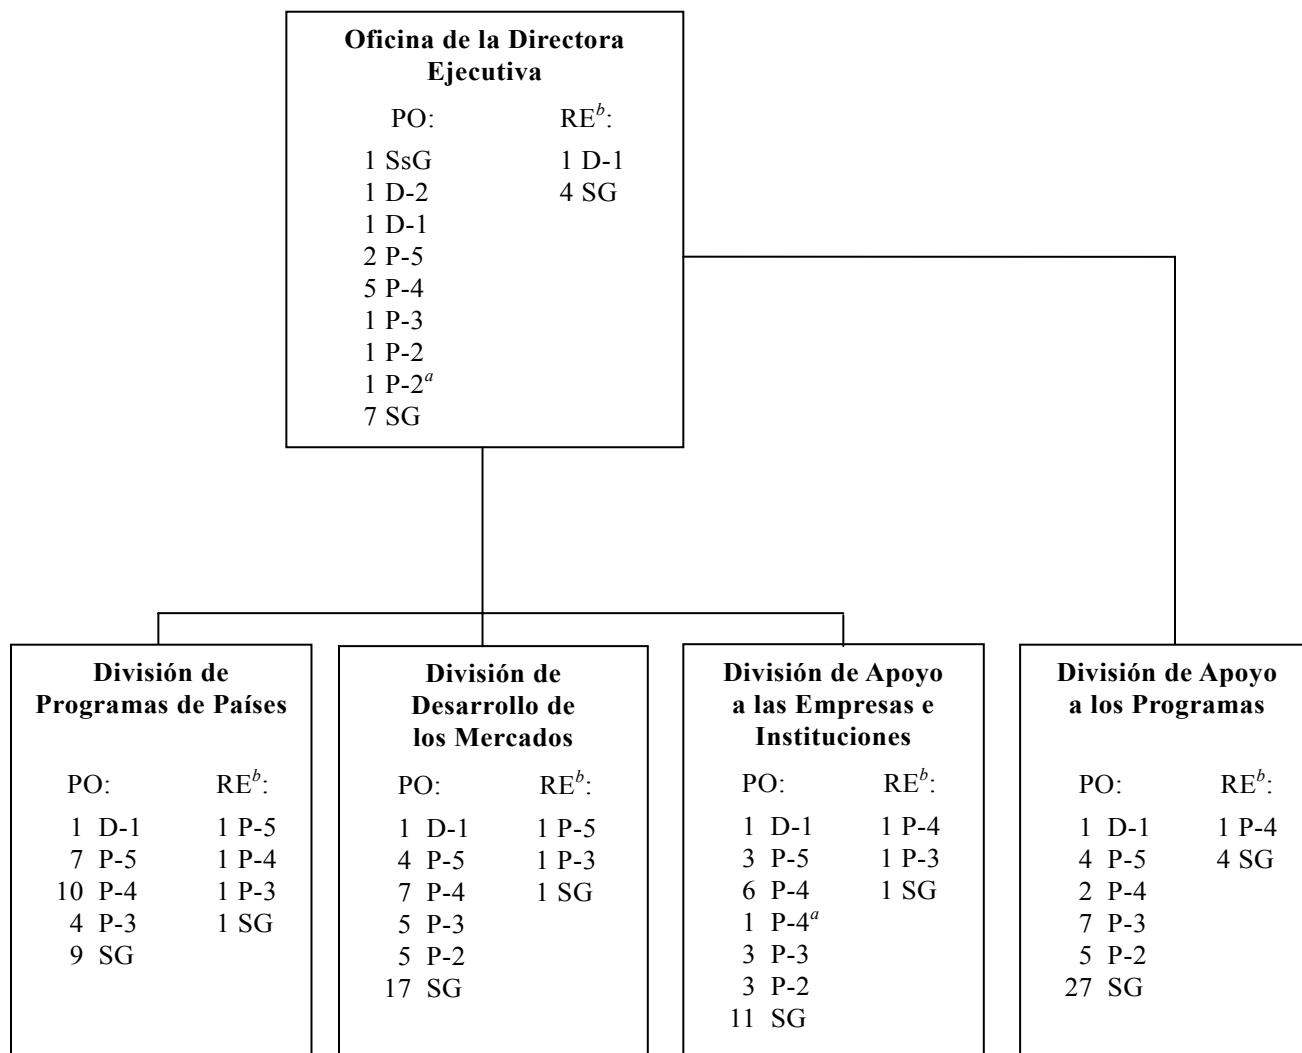 Oficina de la Directora
Ejecutiva
PO: RE^b:
1 SsG 1 D-1
1 D-2 4 SG
1 D-1
2 P-5
5 P-4
1 P-3
1 P-2
1 P-2^a
7 SG
División de
Programas de Países
PO: RE^b:
1 D-1 1 P-5
7 P-5 1 P-4
10 P-4 1 P-3
4 P-3 1 SG
9 SG
División de
Desarrollo de
los Mercados
PO: RE^b:
1 D-1 1 P-5
4 P-5 1 P-3
7 P-4 1 SG
5 P-3
5 P-2
17 SG
División de Apoyo
a las Empresas e
Instituciones
PO: RE^b:
1 D-1 1 P-4
3 P-5 1 P-3
6 P-4 1 SG
1 P-4^a
3 P-3
3 P-2
11 SG
División de Apoyo
a los Programas
PO: RE^b:
1 D-1 1 P-4
4 P-5 4 SG
2 P-4
7 P-3
5 P-2
27 SG